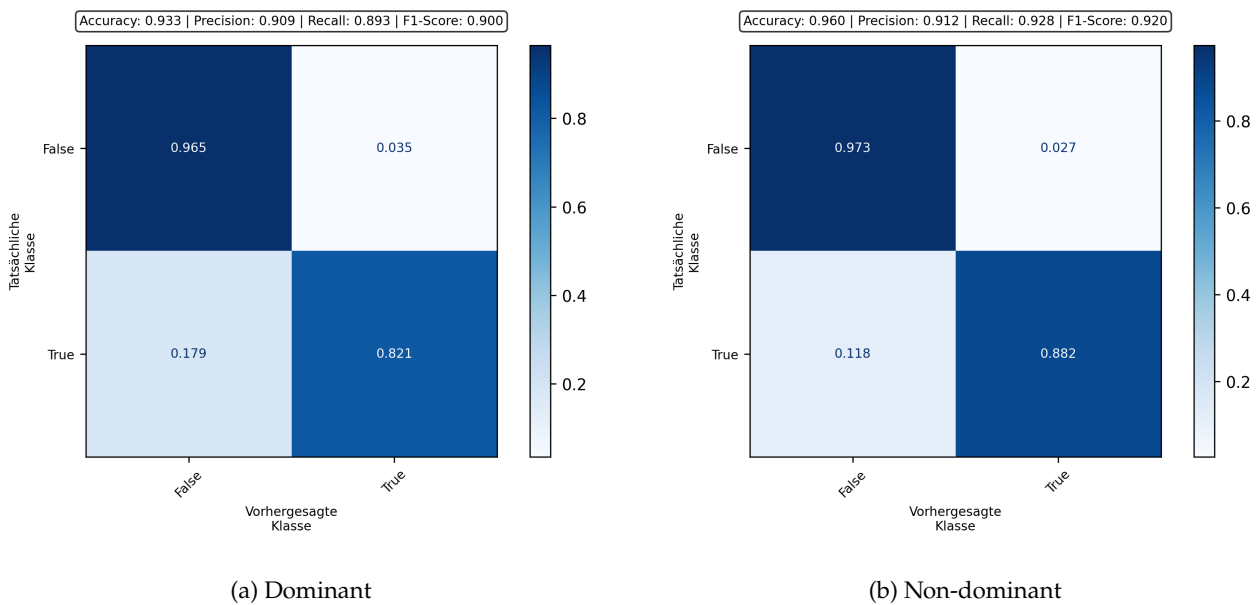 Accuracy: 0.933 | Precision: 0.909 | Recall: 0.893 | F1-Score: 0.900
False
0.965
0.035
0.8
0.6
0.4
0.2
Tatsächliche
Klasse
True
0.179
0.821
False
True
Vorhergesagte
Klasse
(a) Dominant
Accuracy: 0.960 | Precision: 0.912 | Recall: 0.928 | F1-Score: 0.920
False
0.973
0.027
0.8
0.6
0.4
0.2
Tatsächliche
Klasse
True
0.118
0.882
False
True
Vorhergesagte
Klasse
(b) Non-dominant